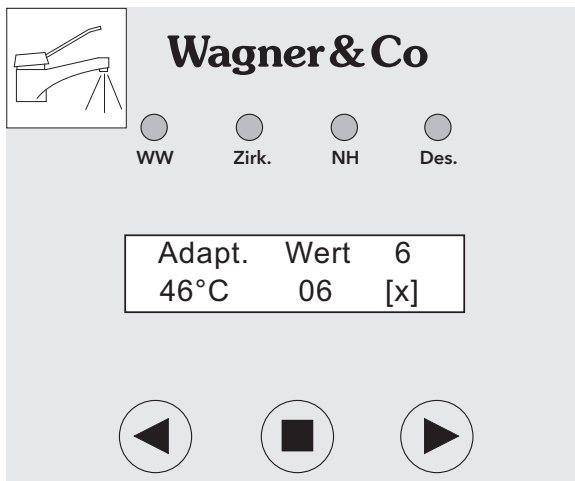 Wagner & Co
WW Zirk. NH Des.
Adapt. Wert 6
46°C 06 [x]